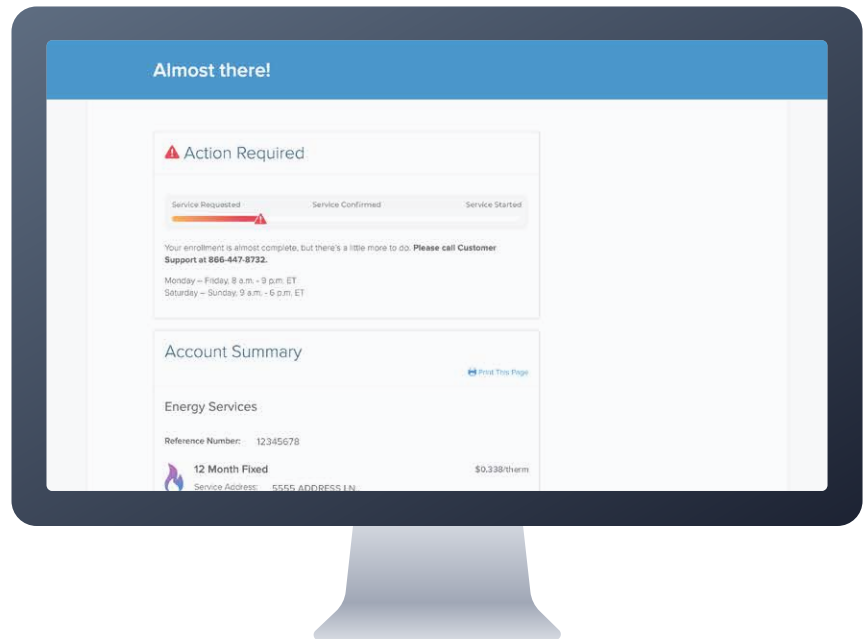 Almost there!
Action Required
Service Requested Service Confirmed Service Started
Your enrollment is almost complete, but there's a little more to do. Please call Customer
Support at 866-447-8732.
Monday – Friday, 8 a.m. - 9 p.m. ET
Saturday – Sunday, 9 a.m. - 6 p.m. ET
Account Summary
Print This Page
Energy Services
Reference Number: 12345678
12 Month Fixed $0.338/therm
Service Address: 5555 ADDRESS LN